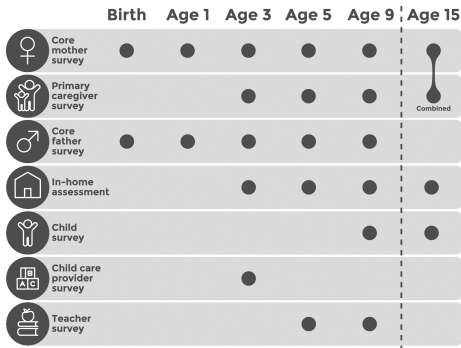 Birth Age 1 Age 3 Age 5 Age 9 Age 15
Core
mother
survey
Primary
caregiver
survey
Combined
Core
father
survey
In-home
assessment
Child
survey
B
A C
Child care
provider
survey
Teacher
survey